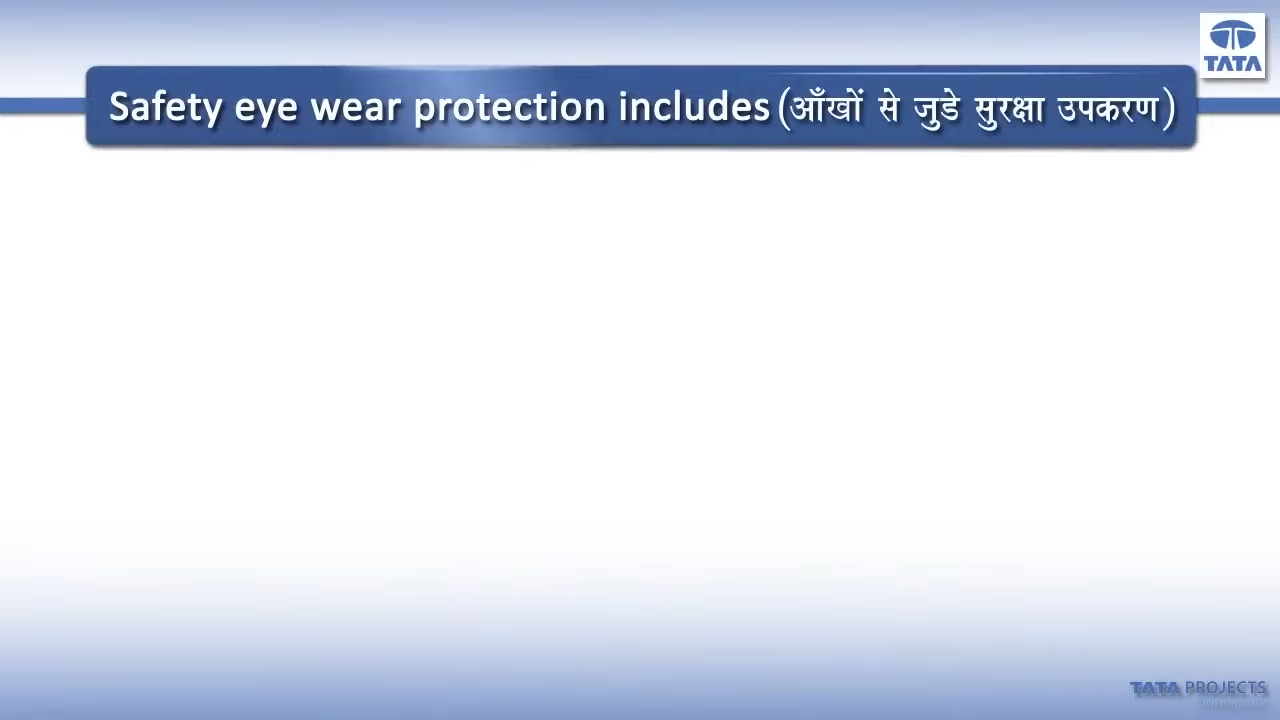 TATA
Safety eye wear protection includes (आँखों से जुडे सुरक्षा उपकरण)
TATA PROJECTS